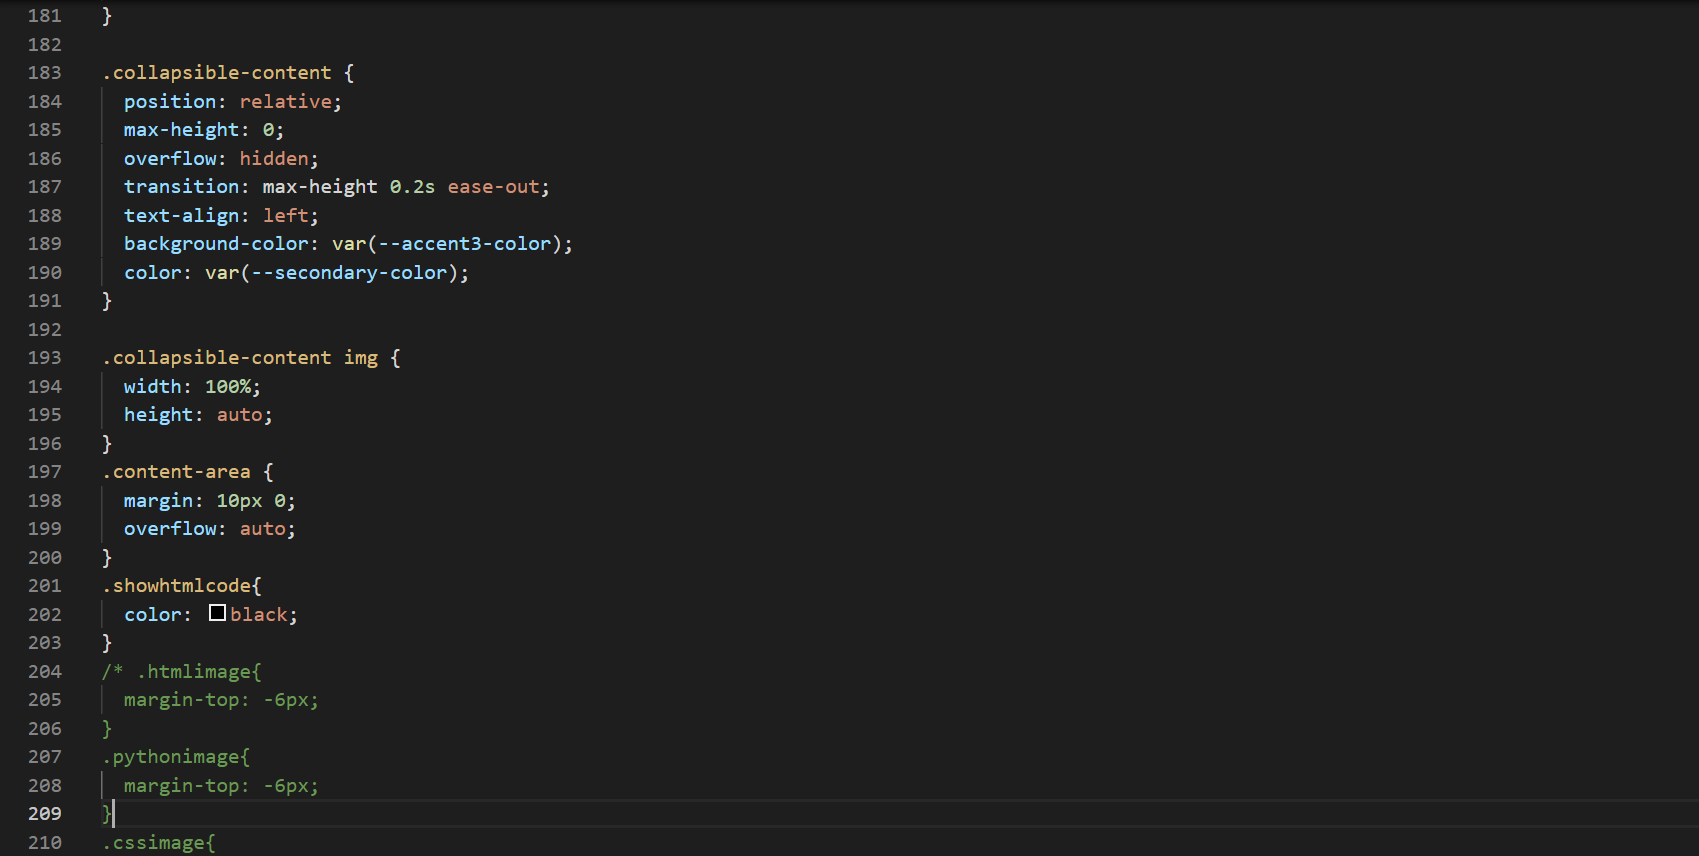 181 }
182
183 .collapsible-content {
184 position: relative;
185 max-height: 0;
186 overflow: hidden;
187 transition: max-height 0.2s ease-out;
188 text-align: left;
189 background-color: var(--accent3-color);
190 color: var(--secondary-color);
191 }
192
193 .collapsible-content img {
194 width: 100%;
195 height: auto;
196 }
197 .content-area {
198 margin: 10px 0;
199 overflow: auto;
200 }
201 .showhtmlcode{
202 color: black;
203 }
204 /* .htmlimage{
205 margin-top: -6px;
206 }
207 .pythonimage{
208 margin-top: -6px;
209 }
210 .cssimage{